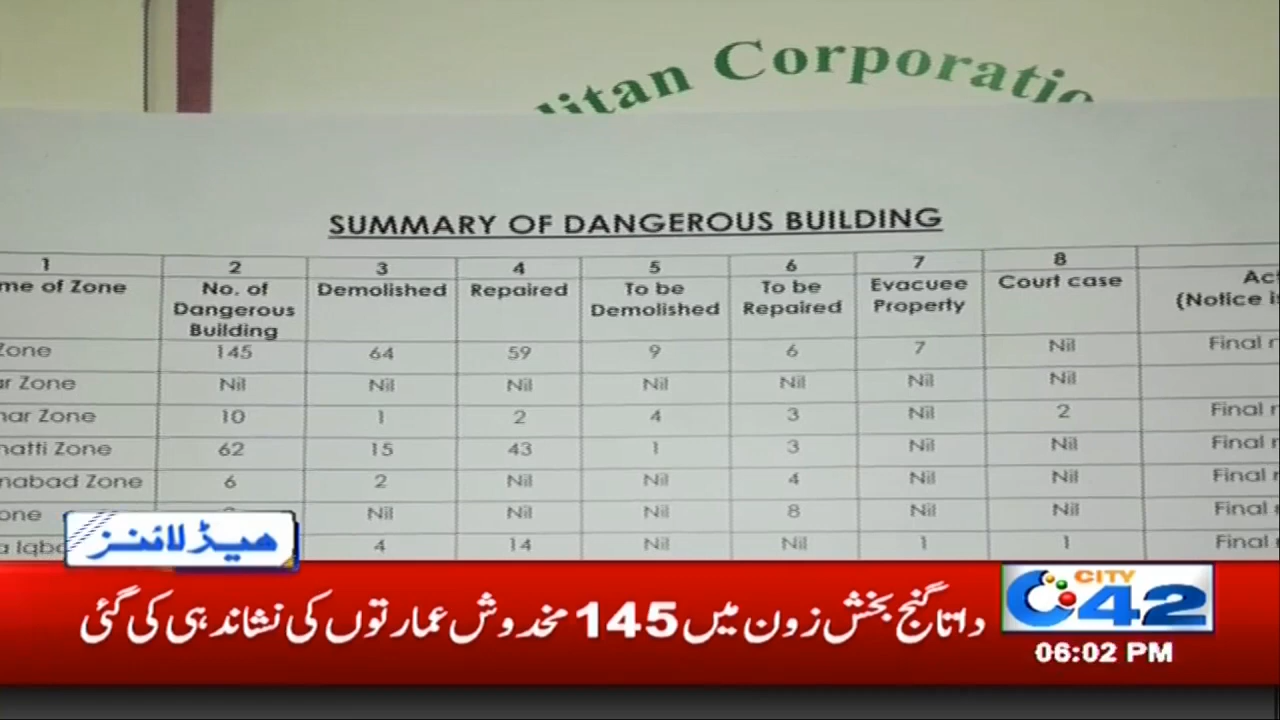 litan Corporatio
SUMMARY OF DANGEROUS BUILDING
1 2 3 4 5 6 7 8
me of Zone No. of Dangerous Building Demolished Repaired To be Demolished To be Repaired Evacuee Property Court case Act (Notice i
Zone 145 64 59 9 6 7 Nil Final
ar Zone Nil Nil Nil Nil Nil Nil Nil
mar Zone 10 1 2 4 3 Nil 2 Final
hatti Zone 62 15 43 1 3 Nil Nil Final
nabad Zone 6 2 Nil Nil 4 Nil Nil Final
one Nil Nil Nil 8 Nil Nil Final
a Iqb 4 14 Nil Nil 1 1 Final
ہیڈلائنز
داتا گنج بخش زون میں 145 مخدوش عمارتوں کی نشاندہی کی گئی
CITY
42
06:02 PM